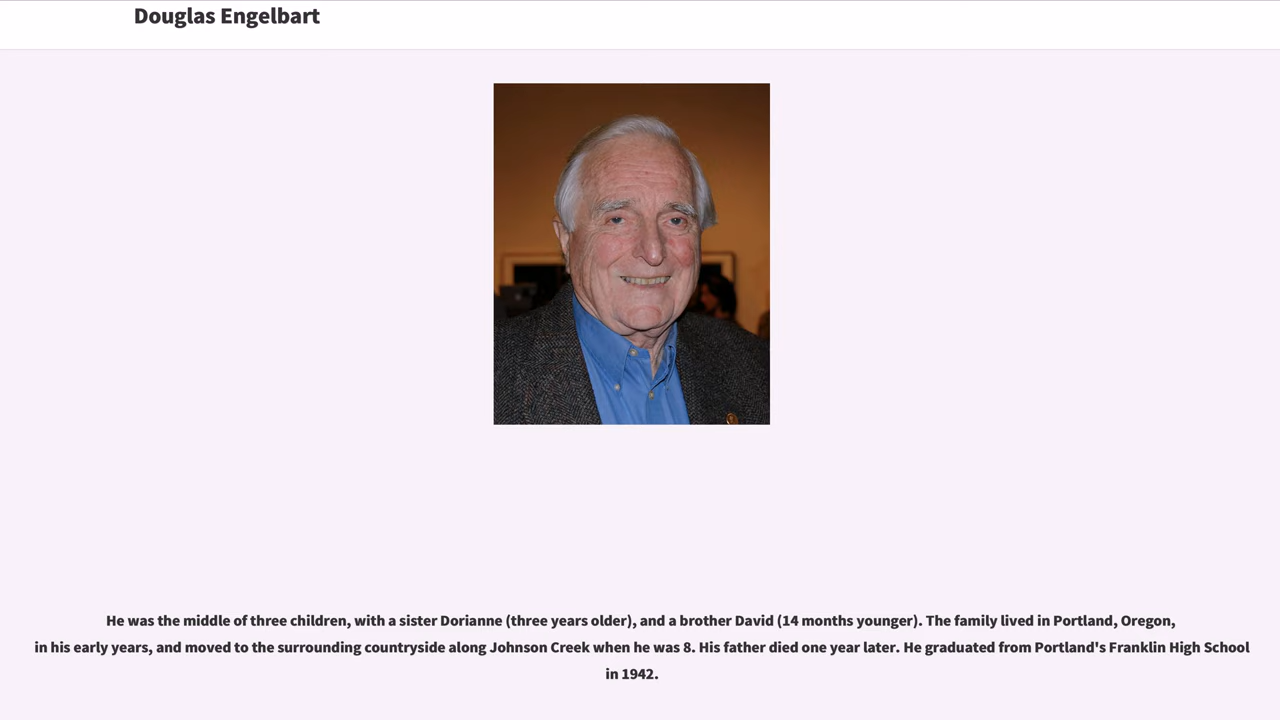 Douglas Engelbart
He was the middle of three children, with a sister Dorianne (three years older), and a brother David (14 months younger). The family lived in Portland, Oregon,
in his early years, and moved to the surrounding countryside along Johnson Creek when he was 8. His father died one year later. He graduated from Portland's Franklin High School
in 1942.